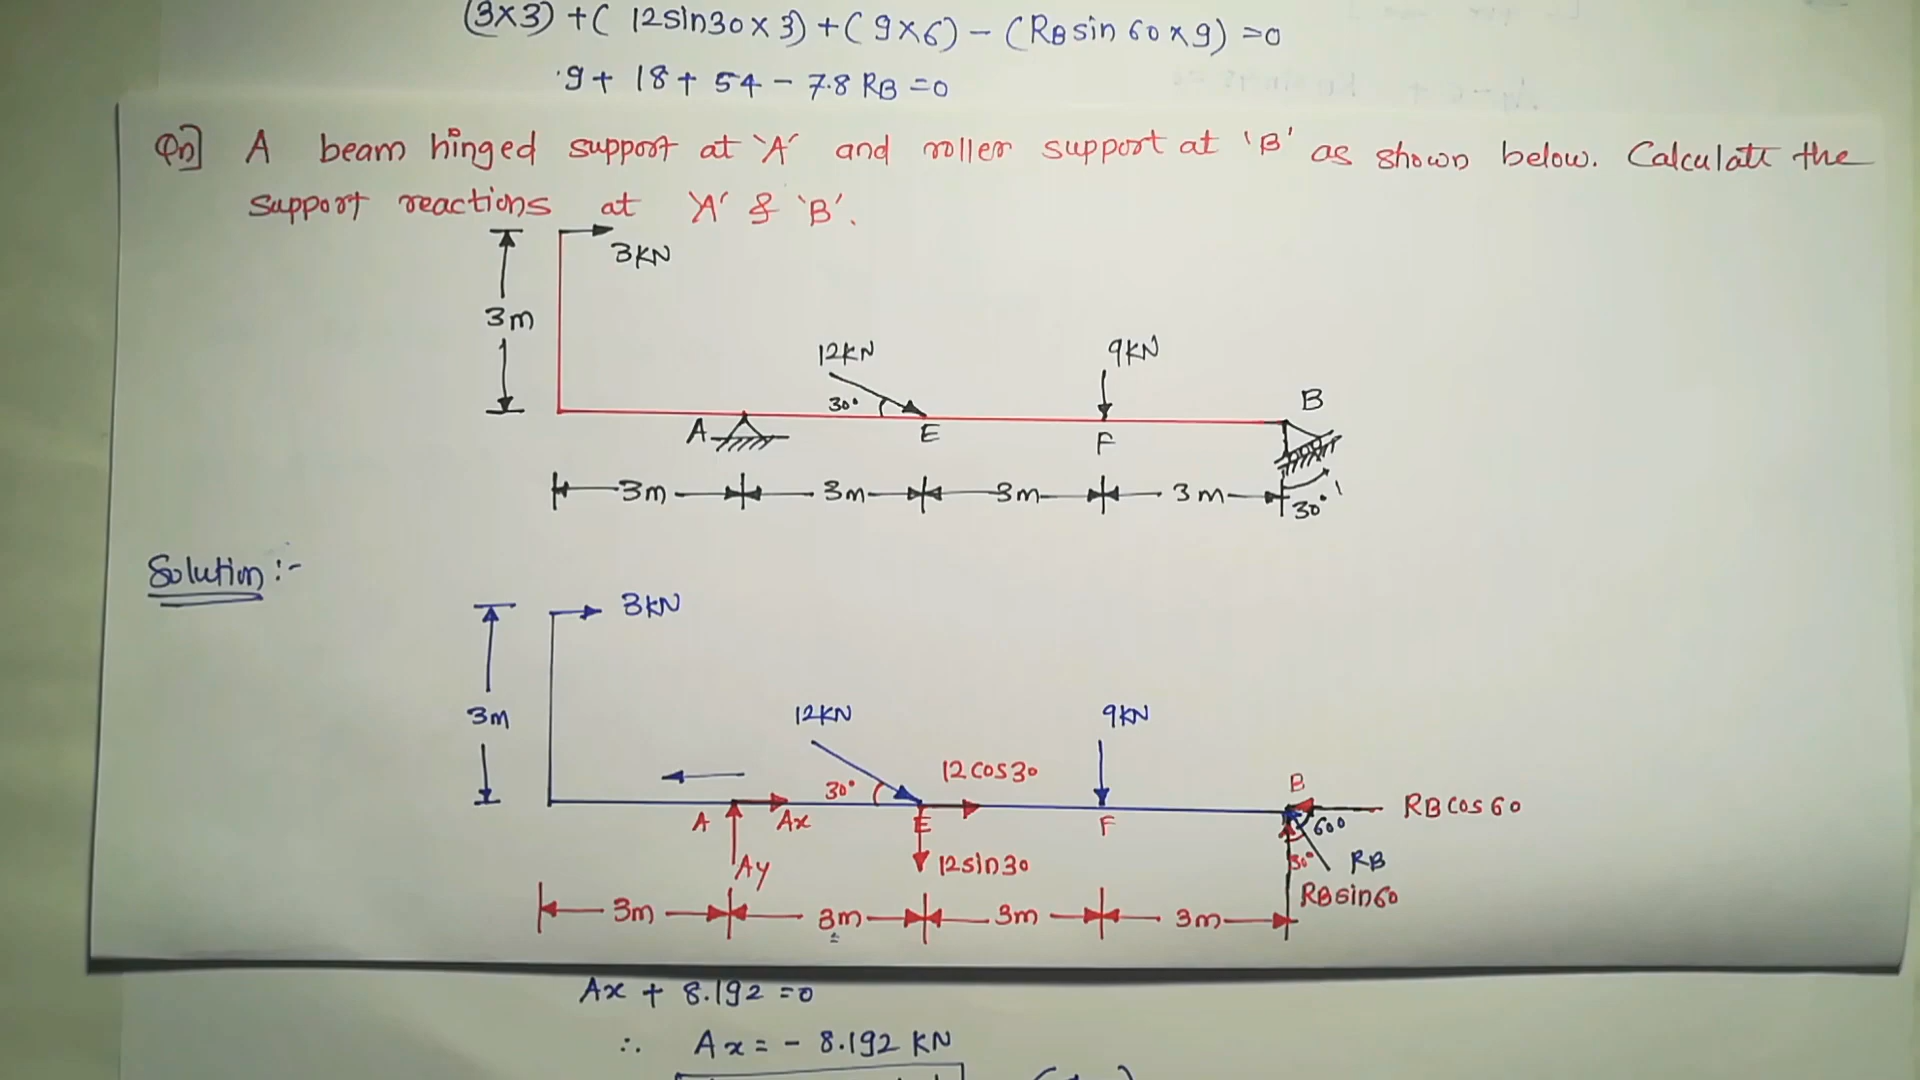 (3×3) + ( 12sin30 × 3) + ( 9×6) - (RB sin 60 × 9) = 0
9 + 18 + 54 - 7.8 RB = 0
Qn] A beam hinged support at 'A' and roller support at 'B' as shown below. Calculate the
support reactions at 'A' & 'B'.
3KN
3m
12KN
9KN
30°
B
A
E
F
3m
3m
3m
3m
30°
Solution :-
3KN
3m
12KN
9KN
12cos30
30°
B
RBcos60
A
Ax
E
F
60°
Ay
12sin30
30°
RB
RBsin60
3m
3m
3m
3m
Ax + 8.192 = 0
∴ Ax = - 8.192 KN